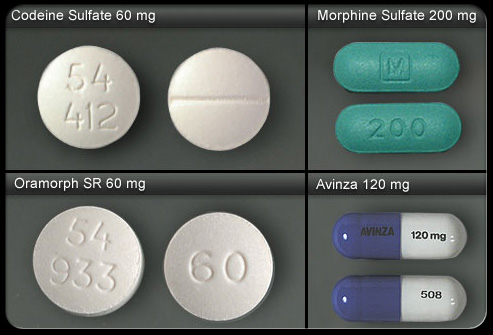 Codeine Sulfate 60 mg
54
412
Morphine Sulfate 200 mg
M
200
Oramorph SR 60 mg
54
933
60
Avinza 120 mg
AVINZA 120 mg
508